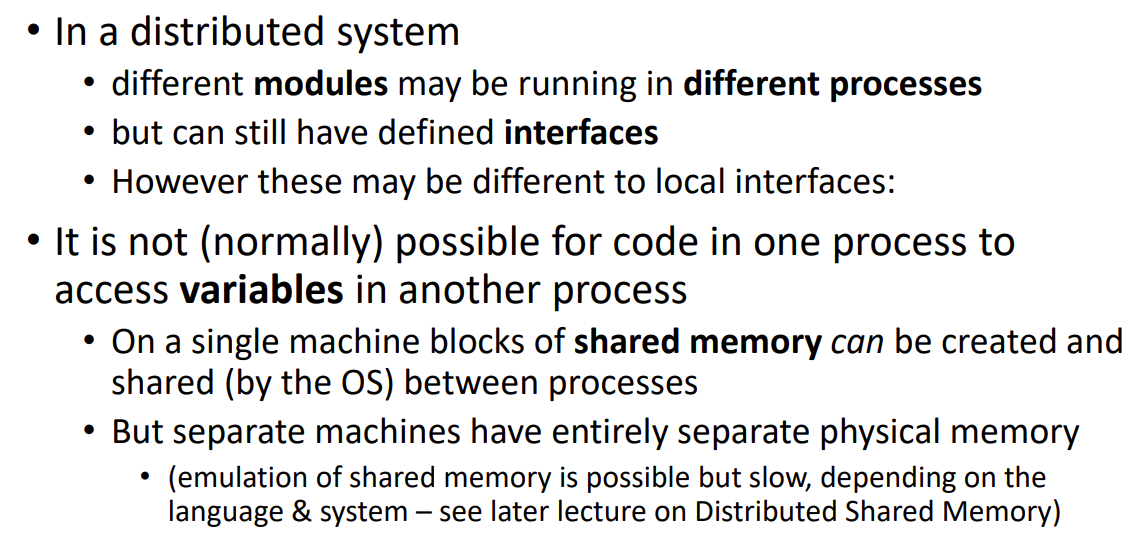 • In a distributed system
• different modules may be running in different processes
• but can still have defined interfaces
• However these may be different to local interfaces:
• It is not (normally) possible for code in one process to
access variables in another process
• On a single machine blocks of shared memory can be created and
shared (by the OS) between processes
• But separate machines have entirely separate physical memory
• (emulation of shared memory is possible but slow, depending on the
language & system – see later lecture on Distributed Shared Memory)